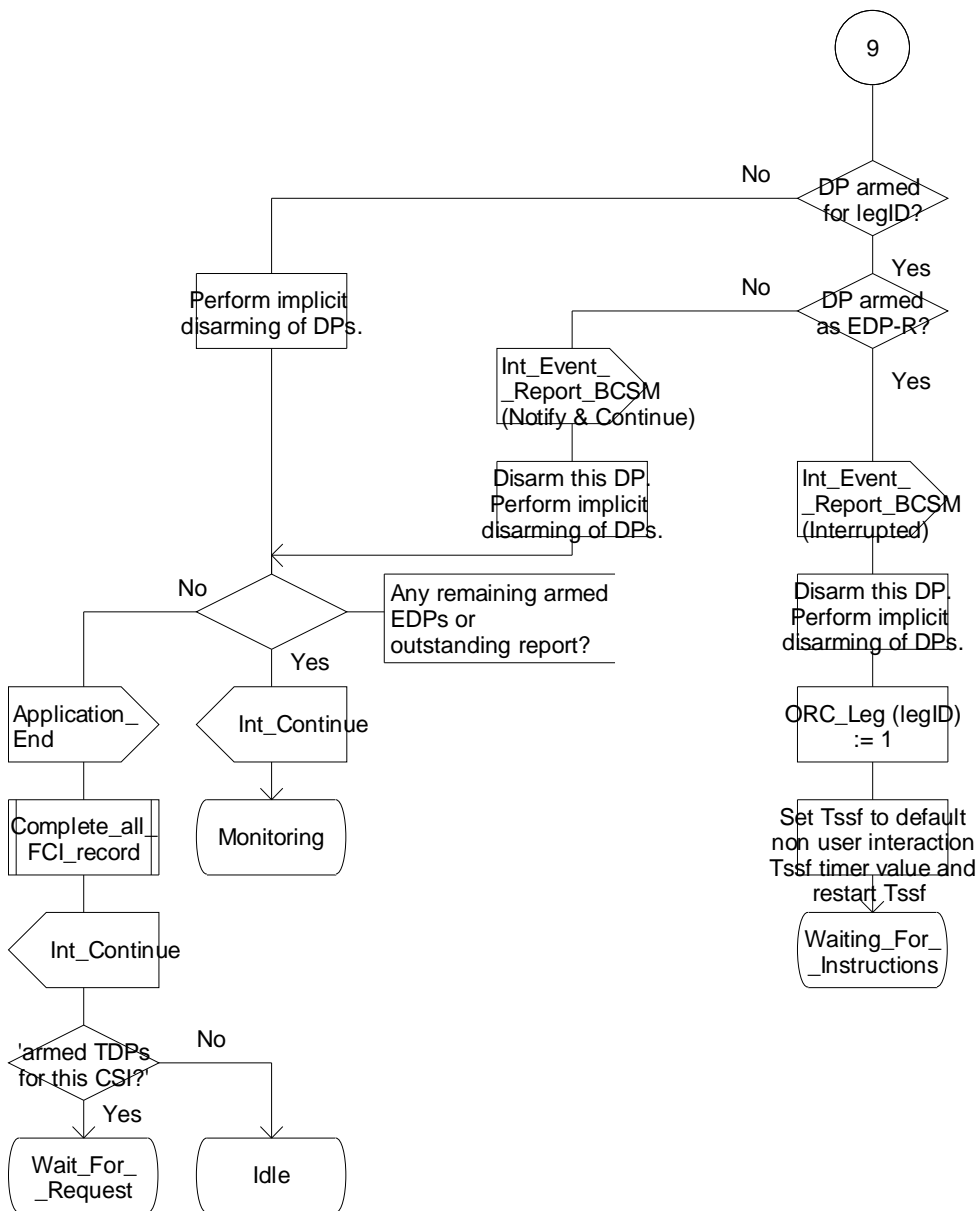 9
No
DP armed
for legID?
Yes
Perform implicit
disarming of DPs.
No
DP armed
as EDP-R?
Yes
Int_Event_
_Report_BCSM
(Notify & Continue)
Disarm this DP.
Perform implicit
disarming of DPs.
Int_Event_
_Report_BCSM
(Interrupted)
No
Any remaining armed
EDPs or
outstanding report?
Yes
Disarm this DP.
Perform implicit
disarming of DPs.
Application_
End
Int_Continue
ORC_Leg (legID)
:= 1
Complete_all_
FCI_record
Monitoring
Set Tssf to default
non user interaction
Tssf timer value and
restart Tssf
Int_Continue
Waiting_For_
_Instructions
'armed TDPs
for this CSI?'
No
Yes
Wait_For_
_Request
Idle